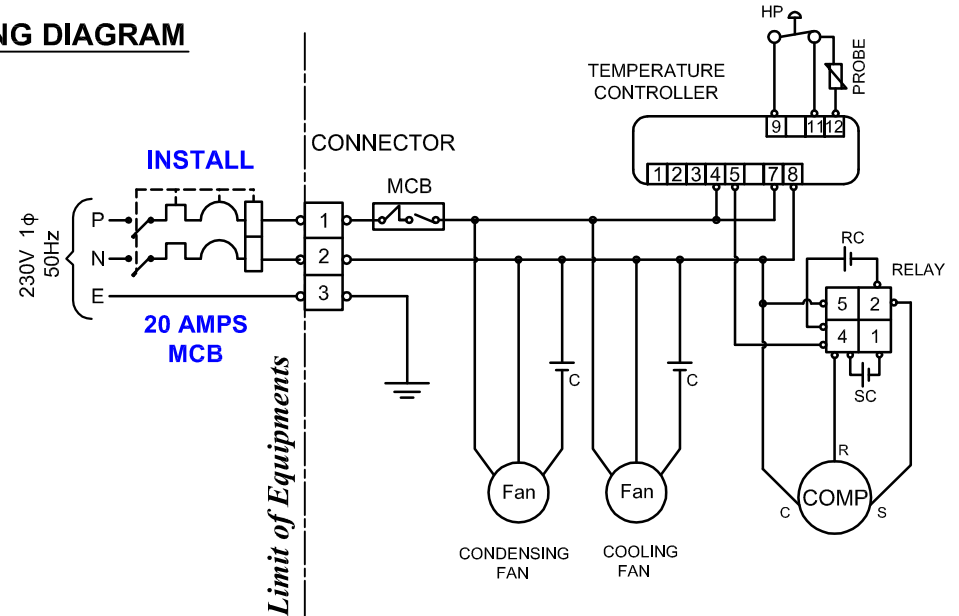 NG DIAGRAM
HP
PROBE
TEMPERATURE
CONTROLLER
9 11 12
1 2 3 4 5 7 8
CONNECTOR
INSTALL
MCB
230V 1ϕ
50Hz
P
N
E
1
2
3
20 AMPS
MCB
RC
RELAY
5 2
4 1
SC
C
C
R
C
S
COMP
Fan
Fan
CONDENSING
FAN
COOLING
FAN
Limit of Equipments